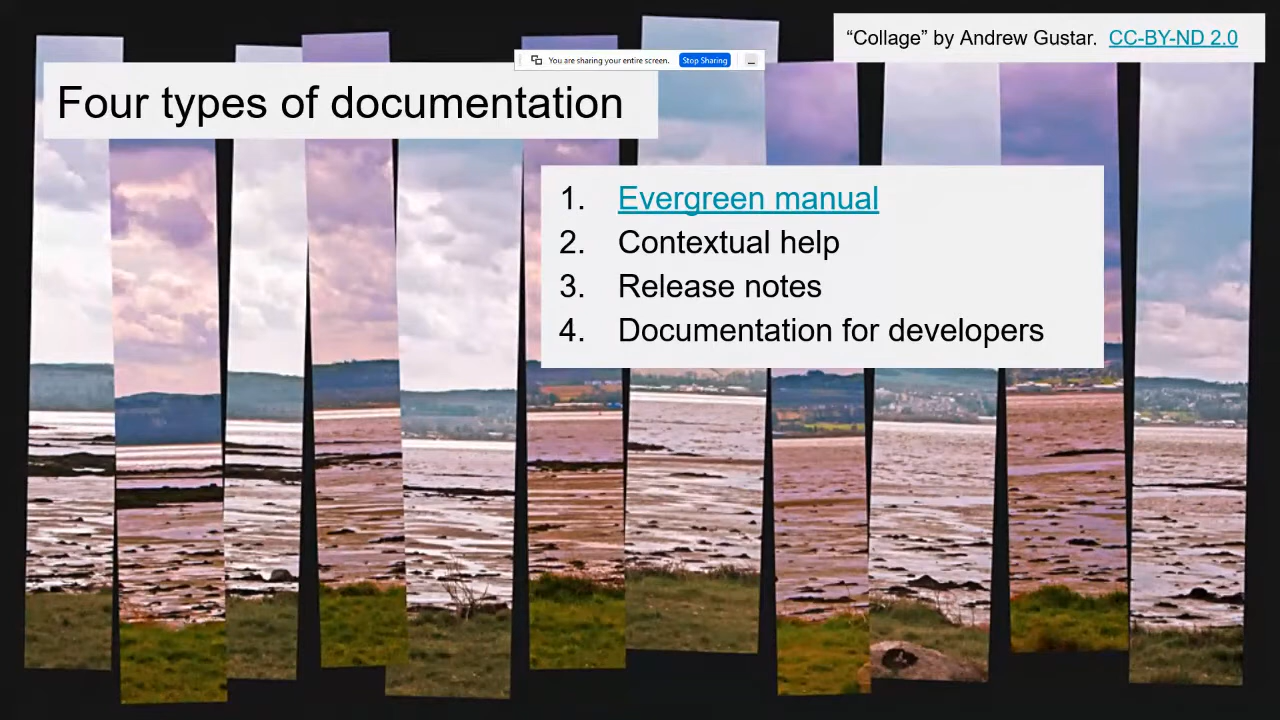 “Collage” by Andrew Gustar. CC-BY-ND 2.0
You are sharing your entire screen. Stop Sharing
Four types of documentation
1. Evergreen manual
2. Contextual help
3. Release notes
4. Documentation for developers